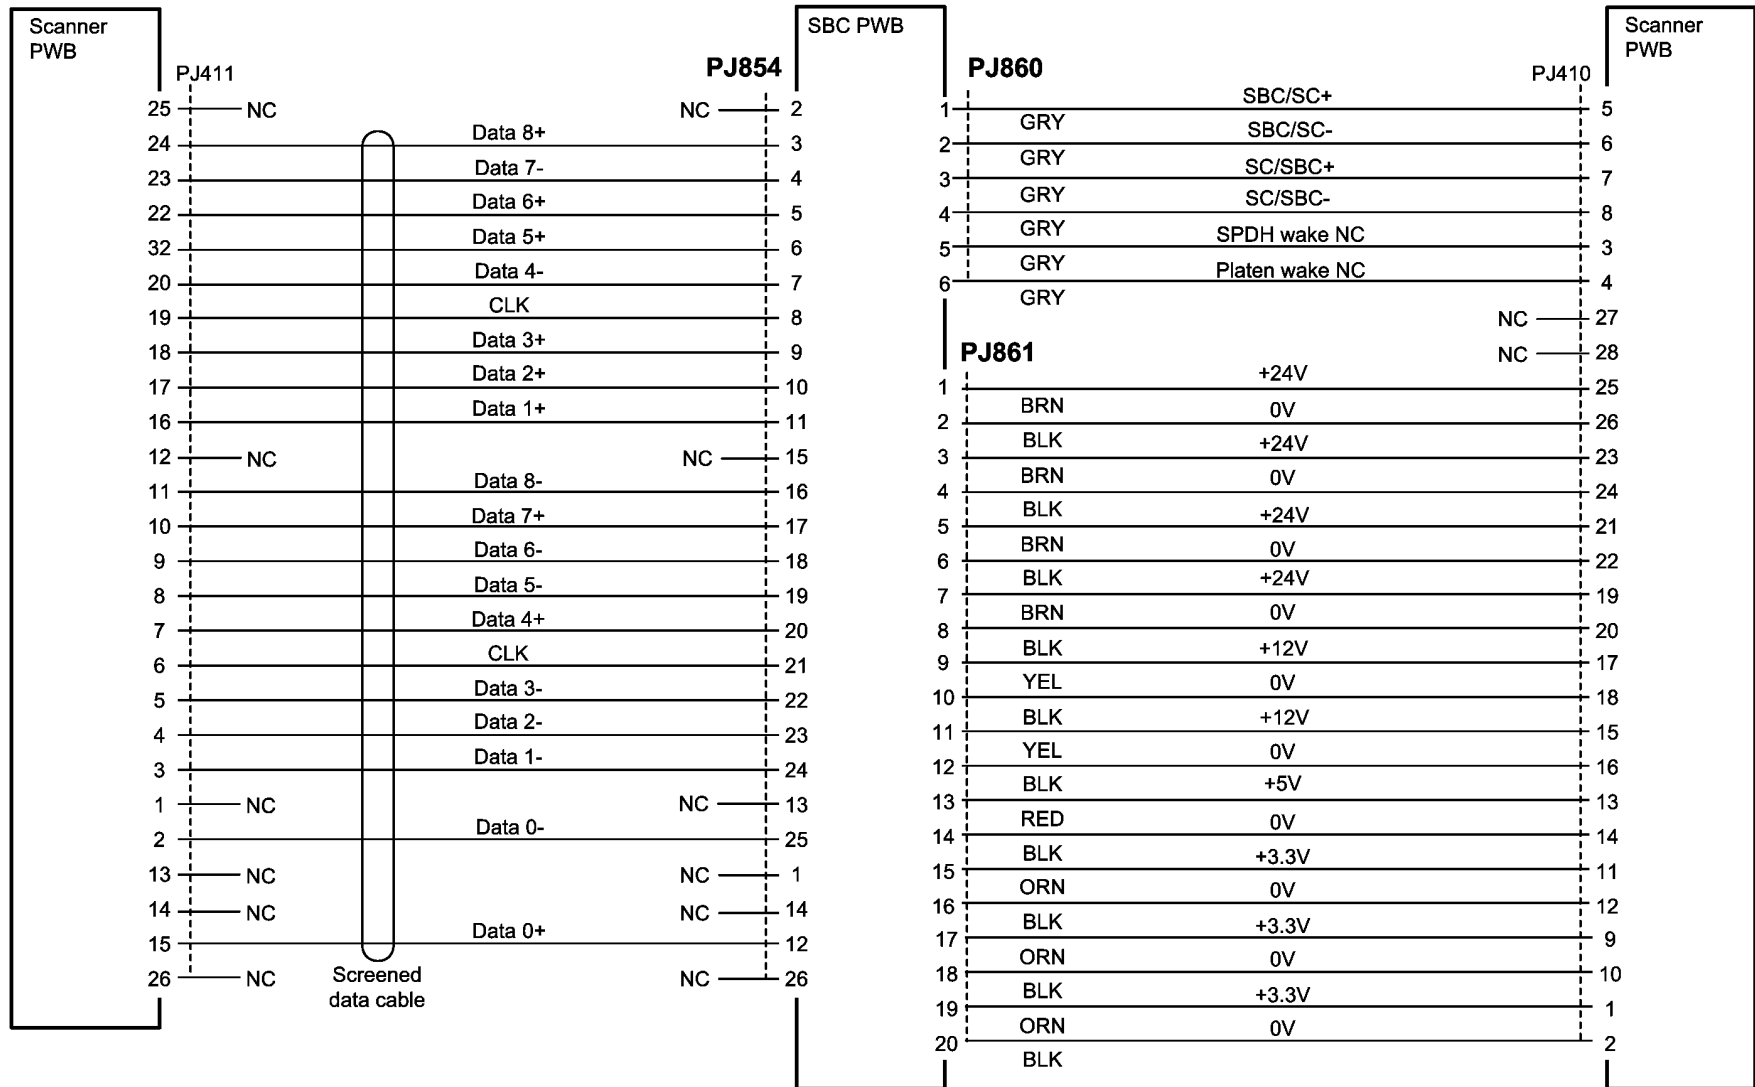 Scanner
PWB
PJ411
PJ854
25 NC NC 2
24 Data 8+ 3
23 Data 7- 4
22 Data 6+ 5
32 Data 5+ 6
20 Data 4- 7
19 CLK 8
18 Data 3+ 9
17 Data 2+ 10
16 Data 1+ 11
12 NC NC 15
11 Data 8- 16
10 Data 7+ 17
9 Data 6- 18
8 Data 5- 19
7 Data 4+ 20
6 CLK 21
5 Data 3- 22
4 Data 2- 23
3 Data 1- 24
1 NC NC 13
2 Data 0- 25
13 NC NC 1
14 NC NC 14
15 Data 0+ 12
26 NC NC 26
Screened
data cable
SBC PWB
PJ860
PJ410
Scanner
PWB
1 SBC/SC+ 5
GRY
2 SBC/SC- 6
GRY
3 SC/SBC+ 7
GRY
4 SC/SBC- 8
GRY
5 SPDH wake NC 3
GRY
6 Platen wake NC 4
GRY
NC 27
NC 28
PJ861
1 +24V 25
BRN
2 0V 26
BLK
3 +24V 23
BRN
4 0V 24
BLK
5 +24V 21
BRN
6 0V 22
BLK
7 +24V 19
BRN
8 0V 20
BLK
9 +12V 17
YEL
10 0V 18
BLK
11 +12V 15
YEL
12 0V 16
BLK
13 +5V 13
RED
14 0V 14
BLK
15 +3.3V 11
ORN
16 0V 12
BLK
17 +3.3V 9
ORN
18 0V 10
BLK
19 +3.3V 1
ORN
20 0V 2
BLK